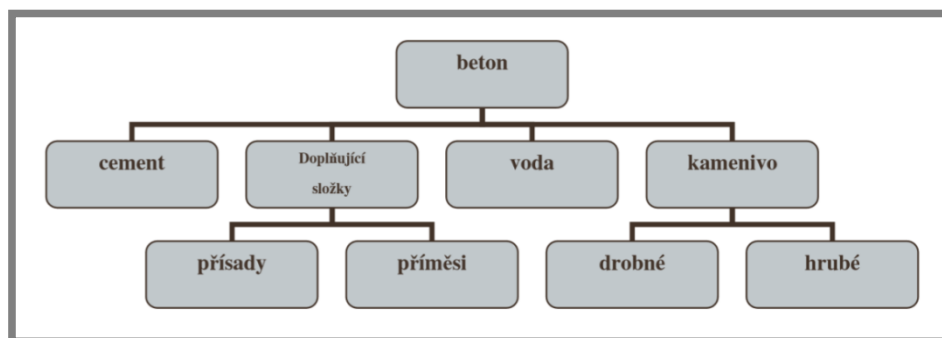 beton
cement
Doplňující
složky
voda
kamenivo
přísady
příměsi
drobné
hrubé